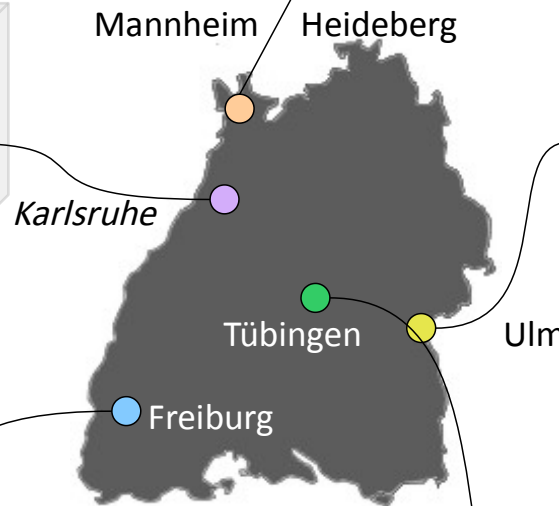 Mannheim Heideberg
Karlsruhe
Tübingen
Ulm
Freiburg